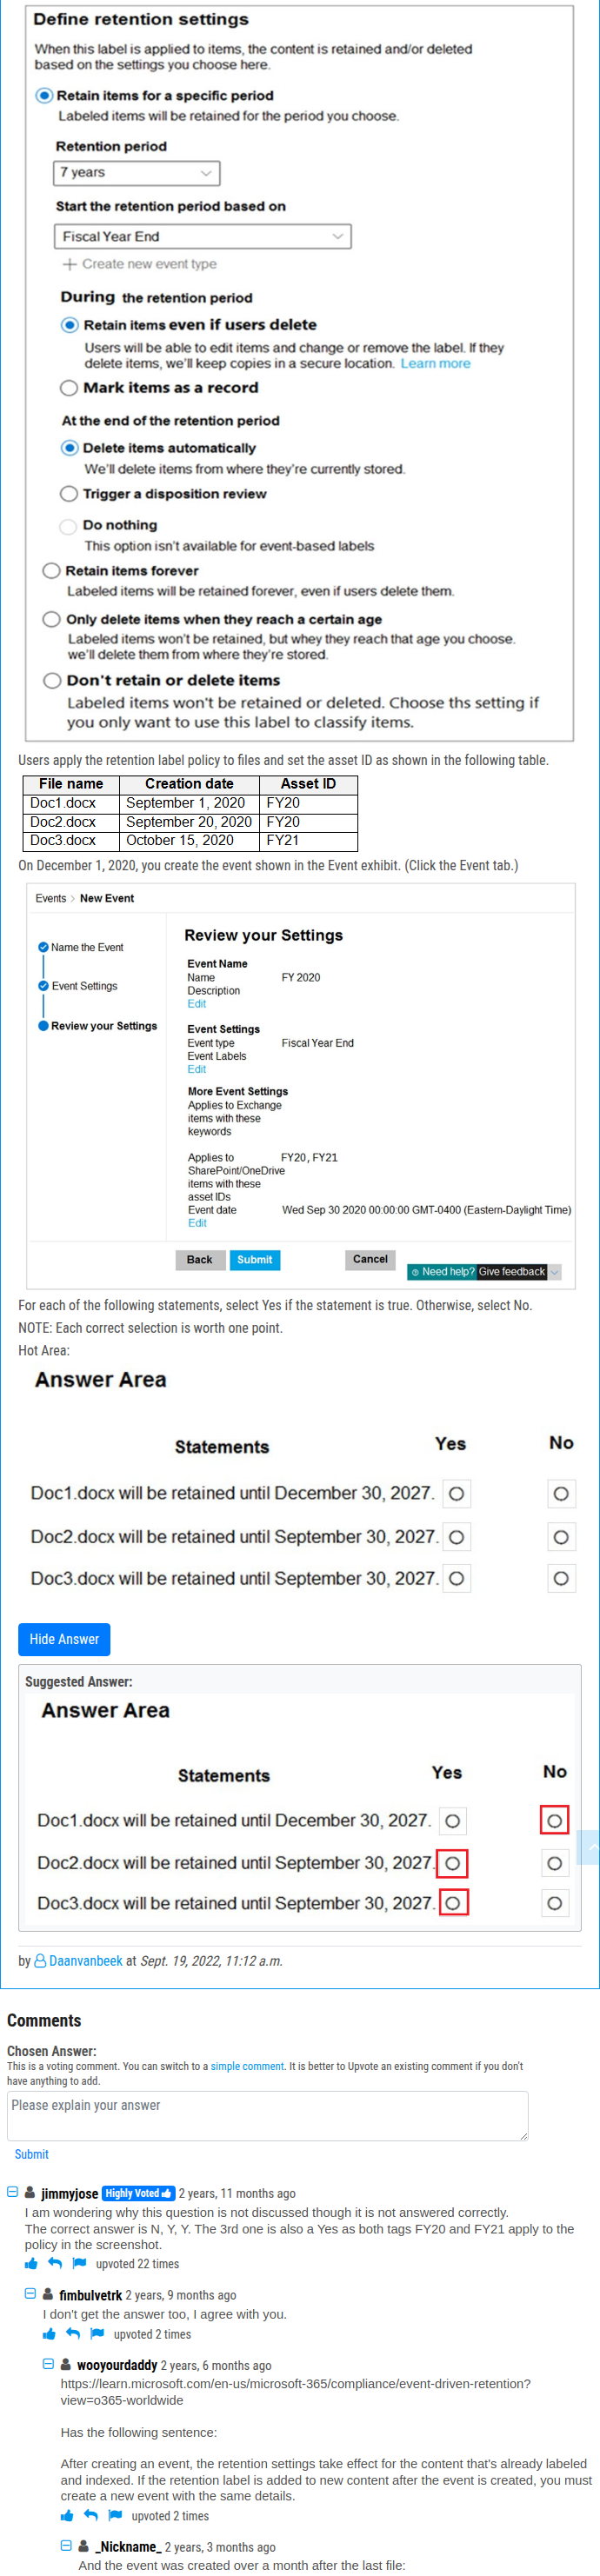 Define retention settings
When this label is applied to items, the content is retained and/or deleted
based on the settings you choose here.
Retain items for a specific period
Labeled items will be retained for the period you choose.
Retention period
7 years
Start the retention period based on
Fiscal Year End
+ Create new event type
During the retention period
Retain items even if users delete
Users will be able to edit items and change or remove the label. If they
delete items, we'll keep copies in a secure location. Learn more
Mark items as a record
At the end of the retention period
Delete items automatically
We'll delete items from where they're currently stored.
Trigger a disposition review
Do nothing
This option isn't available for event-based labels
Retain items forever
Labeled items will be retained forever, even if users delete them.
Only delete items when they reach a certain age
Labeled items won't be retained, but whey they reach that age you choose.
we'll delete them from where they're stored.
Don't retain or delete items
Labeled items won't be retained or deleted. Choose ths setting if
you only want to use this label to classify items.
Users apply the retention label policy to files and set the asset ID as shown in the following table.
File name Creation date Asset ID
Doc1.docx September 1, 2020 FY20
Doc2.docx September 20, 2020 FY20
Doc3.docx October 15, 2020 FY21
On December 1, 2020, you create the event shown in the Event exhibit. (Click the Event tab.)
Events > New Event
Review your Settings
Name the Event
Event Settings
Review your Settings
Event Name
Name FY 2020
Description
Edit
Event Settings
Event type Fiscal Year End
Event Labels
Edit
More Event Settings
Applies to Exchange
items with these
keywords
Applies to FY20, FY21
SharePoint/OneDrive
items with these
asset IDs
Event date Wed Sep 30 2020 00:00:00 GMT-0400 (Eastern-Daylight Time)
Edit
Back Submit Cancel
Need help? Give feedback
For each of the following statements, select Yes if the statement is true. Otherwise, select No.
NOTE: Each correct selection is worth one point.
Hot Area:
Answer Area
Statements Yes No
Doc1.docx will be retained until December 30, 2027.
Doc2.docx will be retained until September 30, 2027.
Doc3.docx will be retained until September 30, 2027.
Hide Answer
Suggested Answer:
Answer Area
Statements Yes No
Doc1.docx will be retained until December 30, 2027.
Doc2.docx will be retained until September 30, 2027.
Doc3.docx will be retained until September 30, 2027.
by Daanvanbeek at Sept. 19, 2022, 11:12 a.m.
Comments
Chosen Answer:
This is a voting comment. You can switch to a simple comment. It is better to Upvote an existing comment if you don't
have anything to add.
Please explain your answer
Submit
jimmyjose Highly Voted 2 years, 11 months ago
I am wondering why this question is not discussed though it is not answered correctly.
The correct answer is N, Y, Y. The 3rd one is also a Yes as both tags FY20 and FY21 apply to the
policy in the screenshot.
upvoted 22 times
fimbulvetrk 2 years, 9 months ago
I don't get the answer too, I agree with you.
upvoted 2 times
wooyourdaddy 2 years, 6 months ago
https://learn.microsoft.com/en-us/microsoft-365/compliance/event-driven-retention?
view=o365-worldwide
Has the following sentence:
After creating an event, the retention settings take effect for the content that's already labeled
and indexed. If the retention label is added to new content after the event is created, you must
create a new event with the same details.
upvoted 2 times
_Nickname_ 2 years, 3 months ago
And the event was created over a month after the last file: